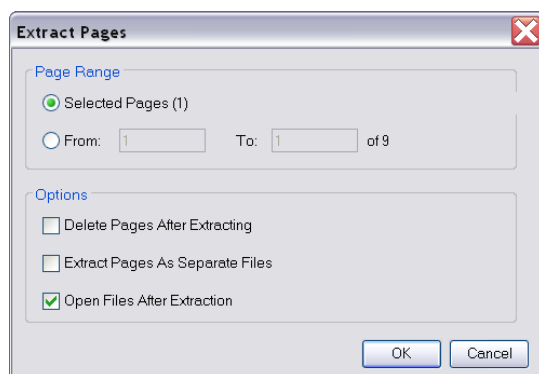 Extract Pages
Page Range
Selected Pages (1)
From: 1 To: 1 of 9
Options
Delete Pages After Extracting
Extract Pages As Separate Files
Open Files After Extraction
OK Cancel